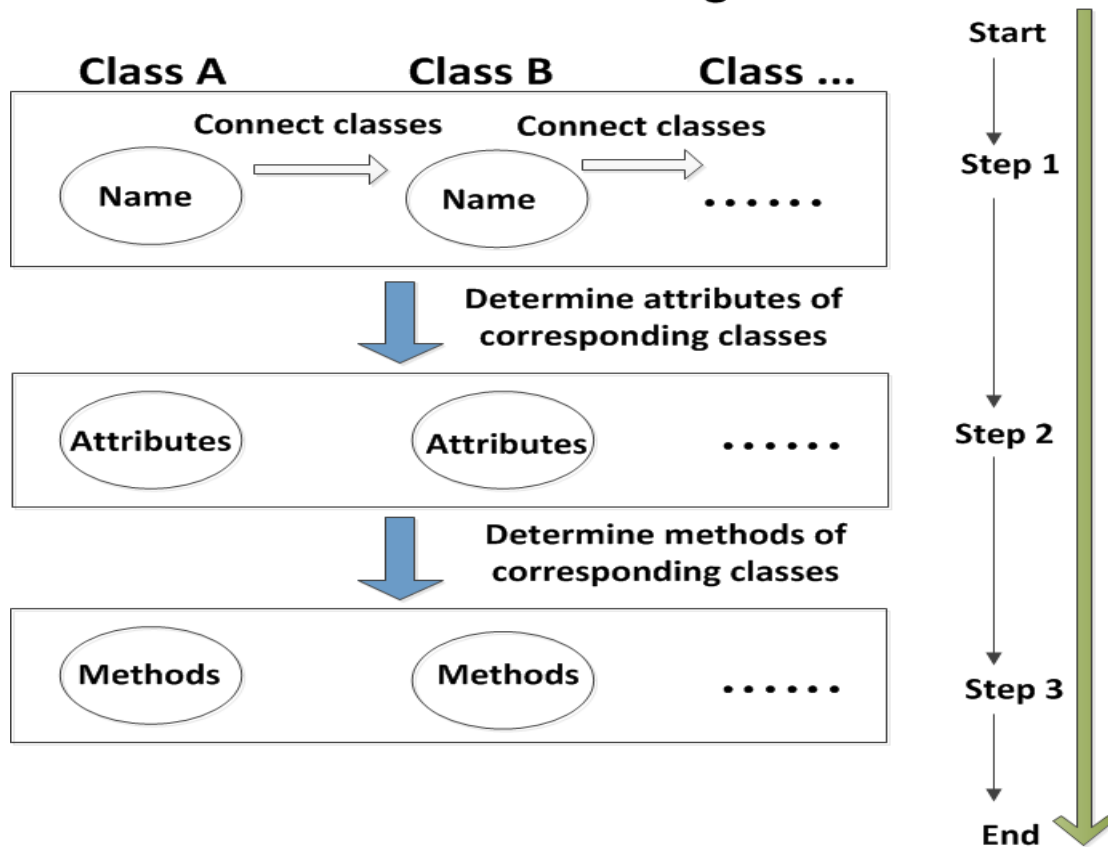 Start
Class A Class B Class ...
Connect classes Connect classes
Step 1
Name Name ......
Determine attributes of
corresponding classes
Attributes Attributes ......
Step 2
Determine methods of
corresponding classes
Methods Methods ......
Step 3
End